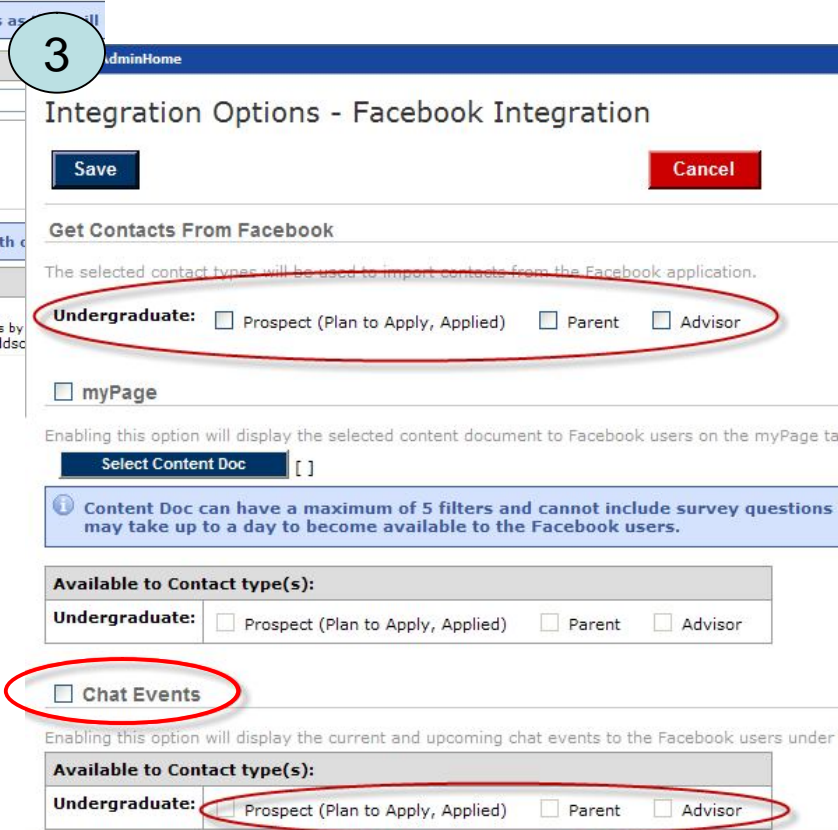 s as
ill
3
AdminHome
Integration Options - Facebook Integration
Save Cancel
Get Contacts From Facebook
The selected contact types will be used to import contacts from the Facebook application.
Undergraduate: Prospect (Plan to Apply, Applied) Parent Advisor
myPage
Enabling this option will display the selected content document to Facebook users on the myPage ta
Select Content Doc [ ]
Content Doc can have a maximum of 5 filters and cannot include survey questions
may take up to a day to become available to the Facebook users.
Available to Contact type(s):
Undergraduate: Prospect (Plan to Apply, Applied) Parent Advisor
Chat Events
Enabling this option will display the current and upcoming chat events to the Facebook users under
Available to Contact type(s):
Undergraduate: Prospect (Plan to Apply, Applied) Parent Advisor
th
s by
ldsc